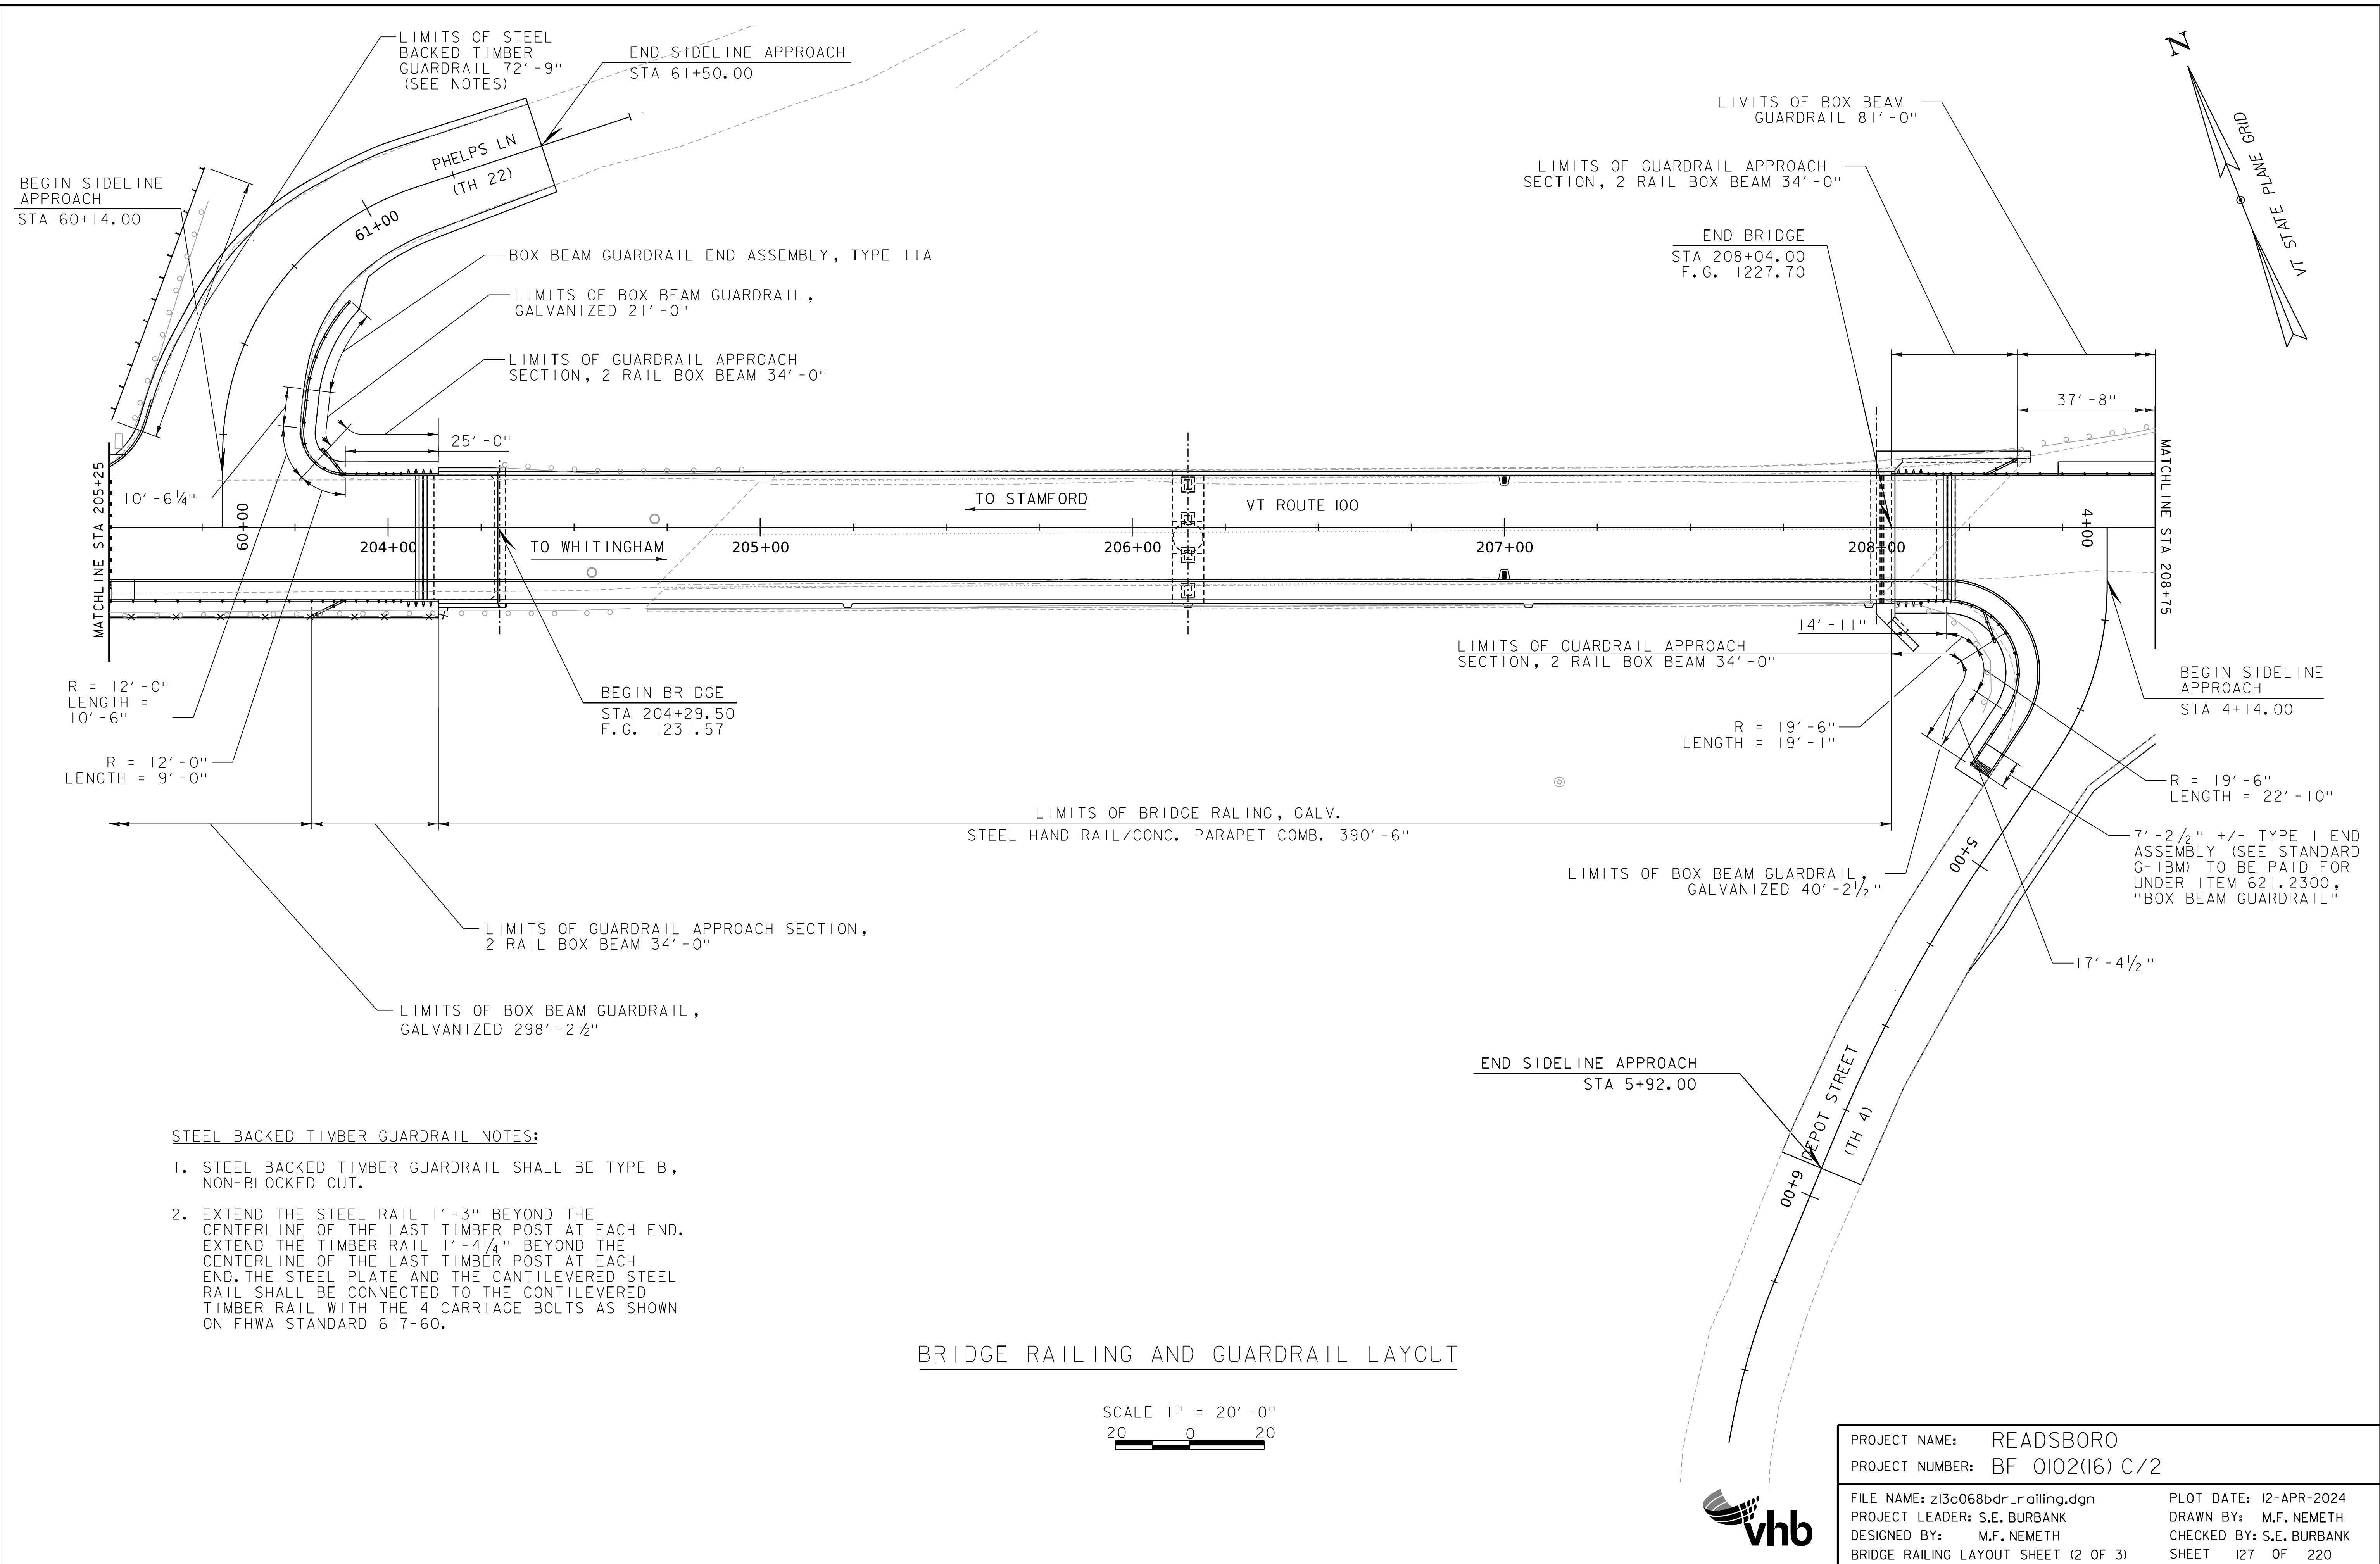 LIMITS OF STEEL
BACKED TIMBER
GUARDRAIL 72'-9"
(SEE NOTES)
END SIDELINE APPROACH
STA 61+50.00
BEGIN SIDELINE
APPROACH
STA 60+14.00
PHELPS LN
(TH 22)
61+00
BOX BEAM GUARDRAIL END ASSEMBLY, TYPE IIA
LIMITS OF BOX BEAM GUARDRAIL,
GALVANIZED 21'-0"
LIMITS OF GUARDRAIL APPROACH
SECTION, 2 RAIL BOX BEAM 34'-0"
25'-0"
LIMITS OF BOX BEAM
GUARDRAIL 81'-0"
LIMITS OF GUARDRAIL APPROACH
SECTION, 2 RAIL BOX BEAM 34'-0"
END BRIDGE
STA 208+04.00
F.G. 1227.70
37'-8"
N
VT STATE PLANE GRID
MATCHLINE STA 205+25
10'-6¼"
60+00
204+00
TO WHITINGHAM
205+00
TO STAMFORD
206+00
VT ROUTE 100
207+00
208+00
4+00
MATCHLINE STA 208+75
R = 12'-0"
LENGTH =
10'-6"
R = 12'-0"
LENGTH = 9'-0"
BEGIN BRIDGE
STA 204+29.50
F.G. 1231.57
14'-11"
LIMITS OF GUARDRAIL APPROACH
SECTION, 2 RAIL BOX BEAM 34'-0"
R = 19'-6"
LENGTH = 19'-1"
BEGIN SIDELINE
APPROACH
STA 4+14.00
R = 19'-6"
LENGTH = 22'-10"
LIMITS OF BRIDGE RALING, GALV.
STEEL HAND RAIL/CONC. PARAPET COMB. 390'-6"
7'-2½" +/- TYPE I END
ASSEMBLY (SEE STANDARD
G-1BM) TO BE PAID FOR
UNDER ITEM 621.2300,
"BOX BEAM GUARDRAIL"
5+00
LIMITS OF BOX BEAM GUARDRAIL,
GALVANIZED 40'-2½"
17'-4½"
LIMITS OF GUARDRAIL APPROACH SECTION,
2 RAIL BOX BEAM 34'-0"
LIMITS OF BOX BEAM GUARDRAIL,
GALVANIZED 298'-2½"
END SIDELINE APPROACH
STA 5+92.00
DEPOT STREET
(TH 4)
6+00
STEEL BACKED TIMBER GUARDRAIL NOTES:
1. STEEL BACKED TIMBER GUARDRAIL SHALL BE TYPE B,
NON-BLOCKED OUT.
2. EXTEND THE STEEL RAIL 1'-3" BEYOND THE
CENTERLINE OF THE LAST TIMBER POST AT EACH END.
EXTEND THE TIMBER RAIL 1'-4¼" BEYOND THE
CENTERLINE OF THE LAST TIMBER POST AT EACH
END.THE STEEL PLATE AND THE CANTILEVERED STEEL
RAIL SHALL BE CONNECTED TO THE CONTILEVERED
TIMBER RAIL WITH THE 4 CARRIAGE BOLTS AS SHOWN
ON FHWA STANDARD 617-60.
BRIDGE RAILING AND GUARDRAIL LAYOUT
SCALE 1" = 20'-0"
20 0 20
vhb
PROJECT NAME: READSBORO
PROJECT NUMBER: BF 0102(16) C/2
FILE NAME: z13c068bdr_railing.dgn PLOT DATE: 12-APR-2024
PROJECT LEADER: S.E. BURBANK DRAWN BY: M.F. NEMETH
DESIGNED BY: M.F. NEMETH CHECKED BY: S.E. BURBANK
BRIDGE RAILING LAYOUT SHEET (2 OF 3) SHEET 127 OF 220